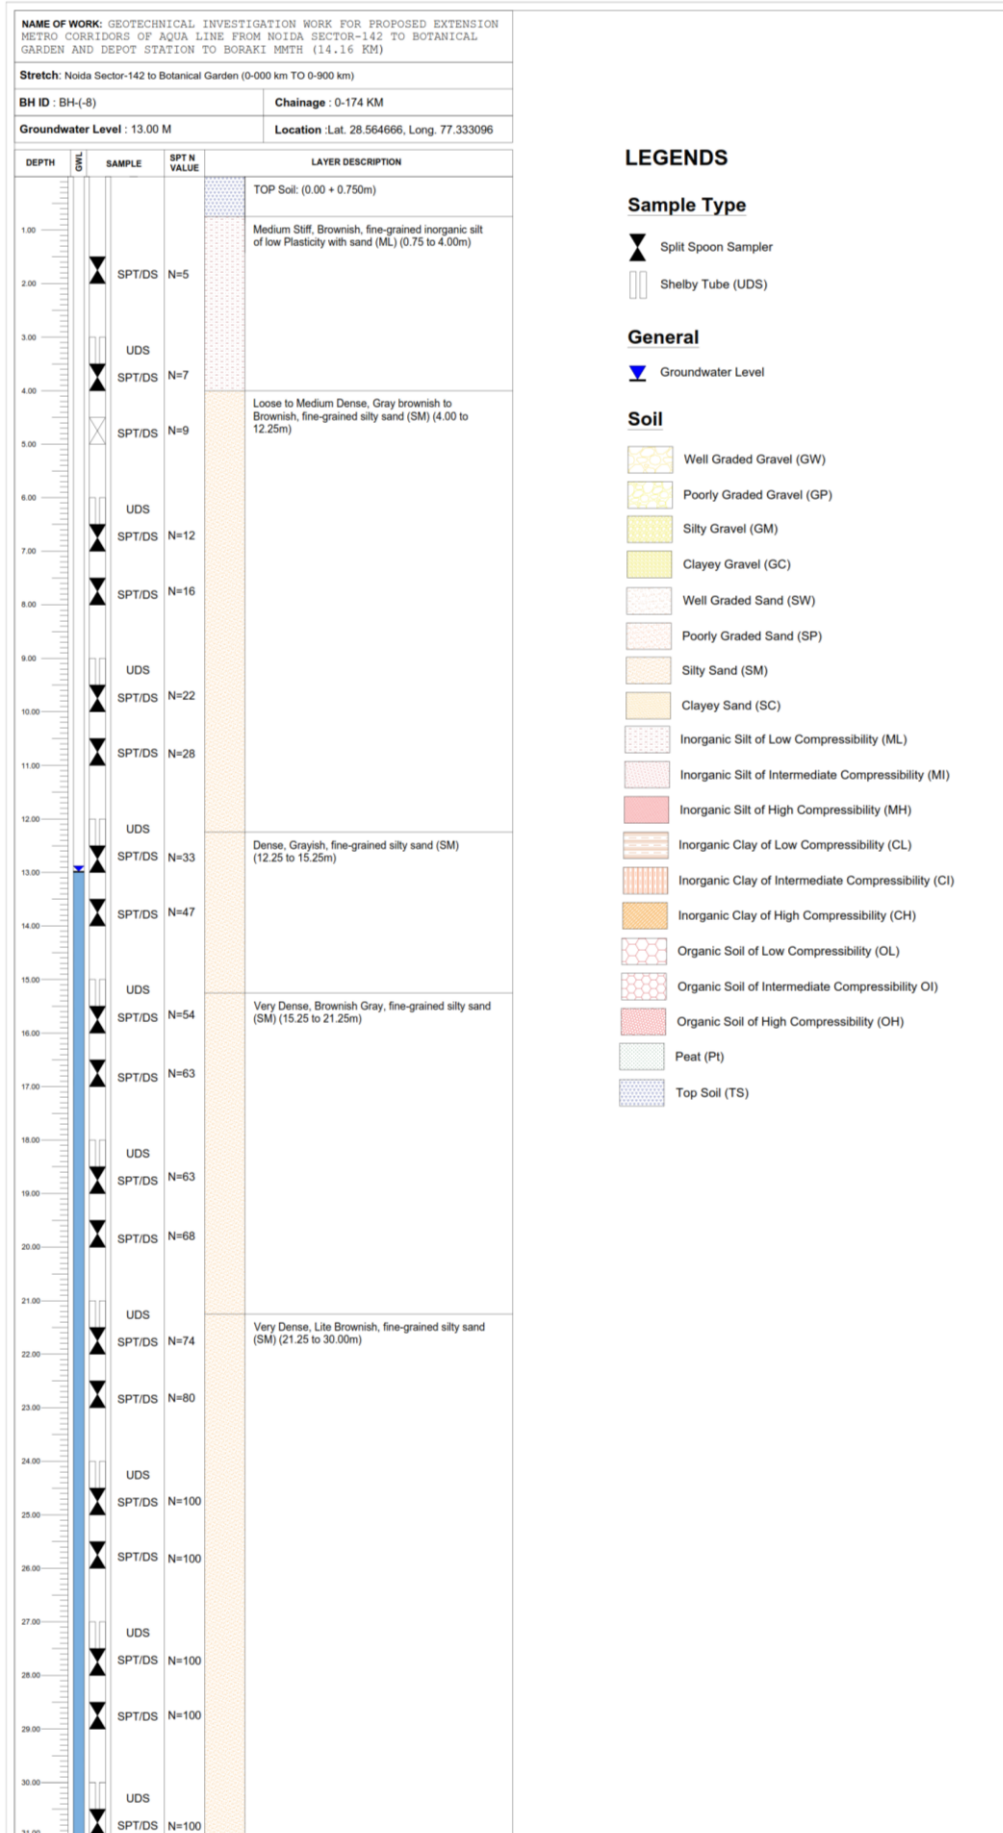 NAME OF WORK: GEOTECHNICAL INVESTIGATION WORK FOR PROPOSED EXTENSION
METRO CORRIDORS OF AQUA LINE FROM NOIDA SECTOR-142 TO BOTANICAL
GARDEN AND DEPOT STATION TO BORAKI MMTH (14.16 KM)
Stretch: Noida Sector-142 to Botanical Garden (0-000 km TO 0-900 km)
BH ID : BH-(-8)
Chainage : 0-174 KM
Groundwater Level : 13.00 M
Location :Lat. 28.564666, Long. 77.333096
DEPTH
GWL
SAMPLE
SPT N
VALUE
LAYER DESCRIPTION
TOP Soil: (0.00 + 0.750m)
1.00
Medium Stiff, Brownish, fine-grained inorganic silt
of low Plasticity with sand (ML) (0.75 to 4.00m)
SPT/DS N=5
2.00
3.00
UDS
SPT/DS N=7
4.00
Loose to Medium Dense, Gray brownish to
Brownish, fine-grained silty sand (SM) (4.00 to
12.25m)
SPT/DS N=9
5.00
6.00
UDS
SPT/DS N=12
7.00
SPT/DS N=16
8.00
9.00
UDS
SPT/DS N=22
10.00
SPT/DS N=28
11.00
12.00
UDS
Dense, Grayish, fine-grained silty sand (SM)
(12.25 to 15.25m)
SPT/DS N=33
13.00
SPT/DS N=47
14.00
15.00
UDS
Very Dense, Brownish Gray, fine-grained silty sand
(SM) (15.25 to 21.25m)
SPT/DS N=54
16.00
SPT/DS N=63
17.00
18.00
UDS
SPT/DS N=63
19.00
SPT/DS N=68
20.00
21.00
UDS
Very Dense, Lite Brownish, fine-grained silty sand
(SM) (21.25 to 30.00m)
SPT/DS N=74
22.00
SPT/DS N=80
23.00
24.00
UDS
SPT/DS N=100
25.00
SPT/DS N=100
26.00
27.00
UDS
SPT/DS N=100
28.00
SPT/DS N=100
29.00
30.00
UDS
SPT/DS N=100
31.00
LEGENDS
Sample Type
Split Spoon Sampler
Shelby Tube (UDS)
General
Groundwater Level
Soil
Well Graded Gravel (GW)
Poorly Graded Gravel (GP)
Silty Gravel (GM)
Clayey Gravel (GC)
Well Graded Sand (SW)
Poorly Graded Sand (SP)
Silty Sand (SM)
Clayey Sand (SC)
Inorganic Silt of Low Compressibility (ML)
Inorganic Silt of Intermediate Compressibility (MI)
Inorganic Silt of High Compressibility (MH)
Inorganic Clay of Low Compressibility (CL)
Inorganic Clay of Intermediate Compressibility (CI)
Inorganic Clay of High Compressibility (CH)
Organic Soil of Low Compressibility (OL)
Organic Soil of Intermediate Compressibility OI)
Organic Soil of High Compressibility (OH)
Peat (Pt)
Top Soil (TS)